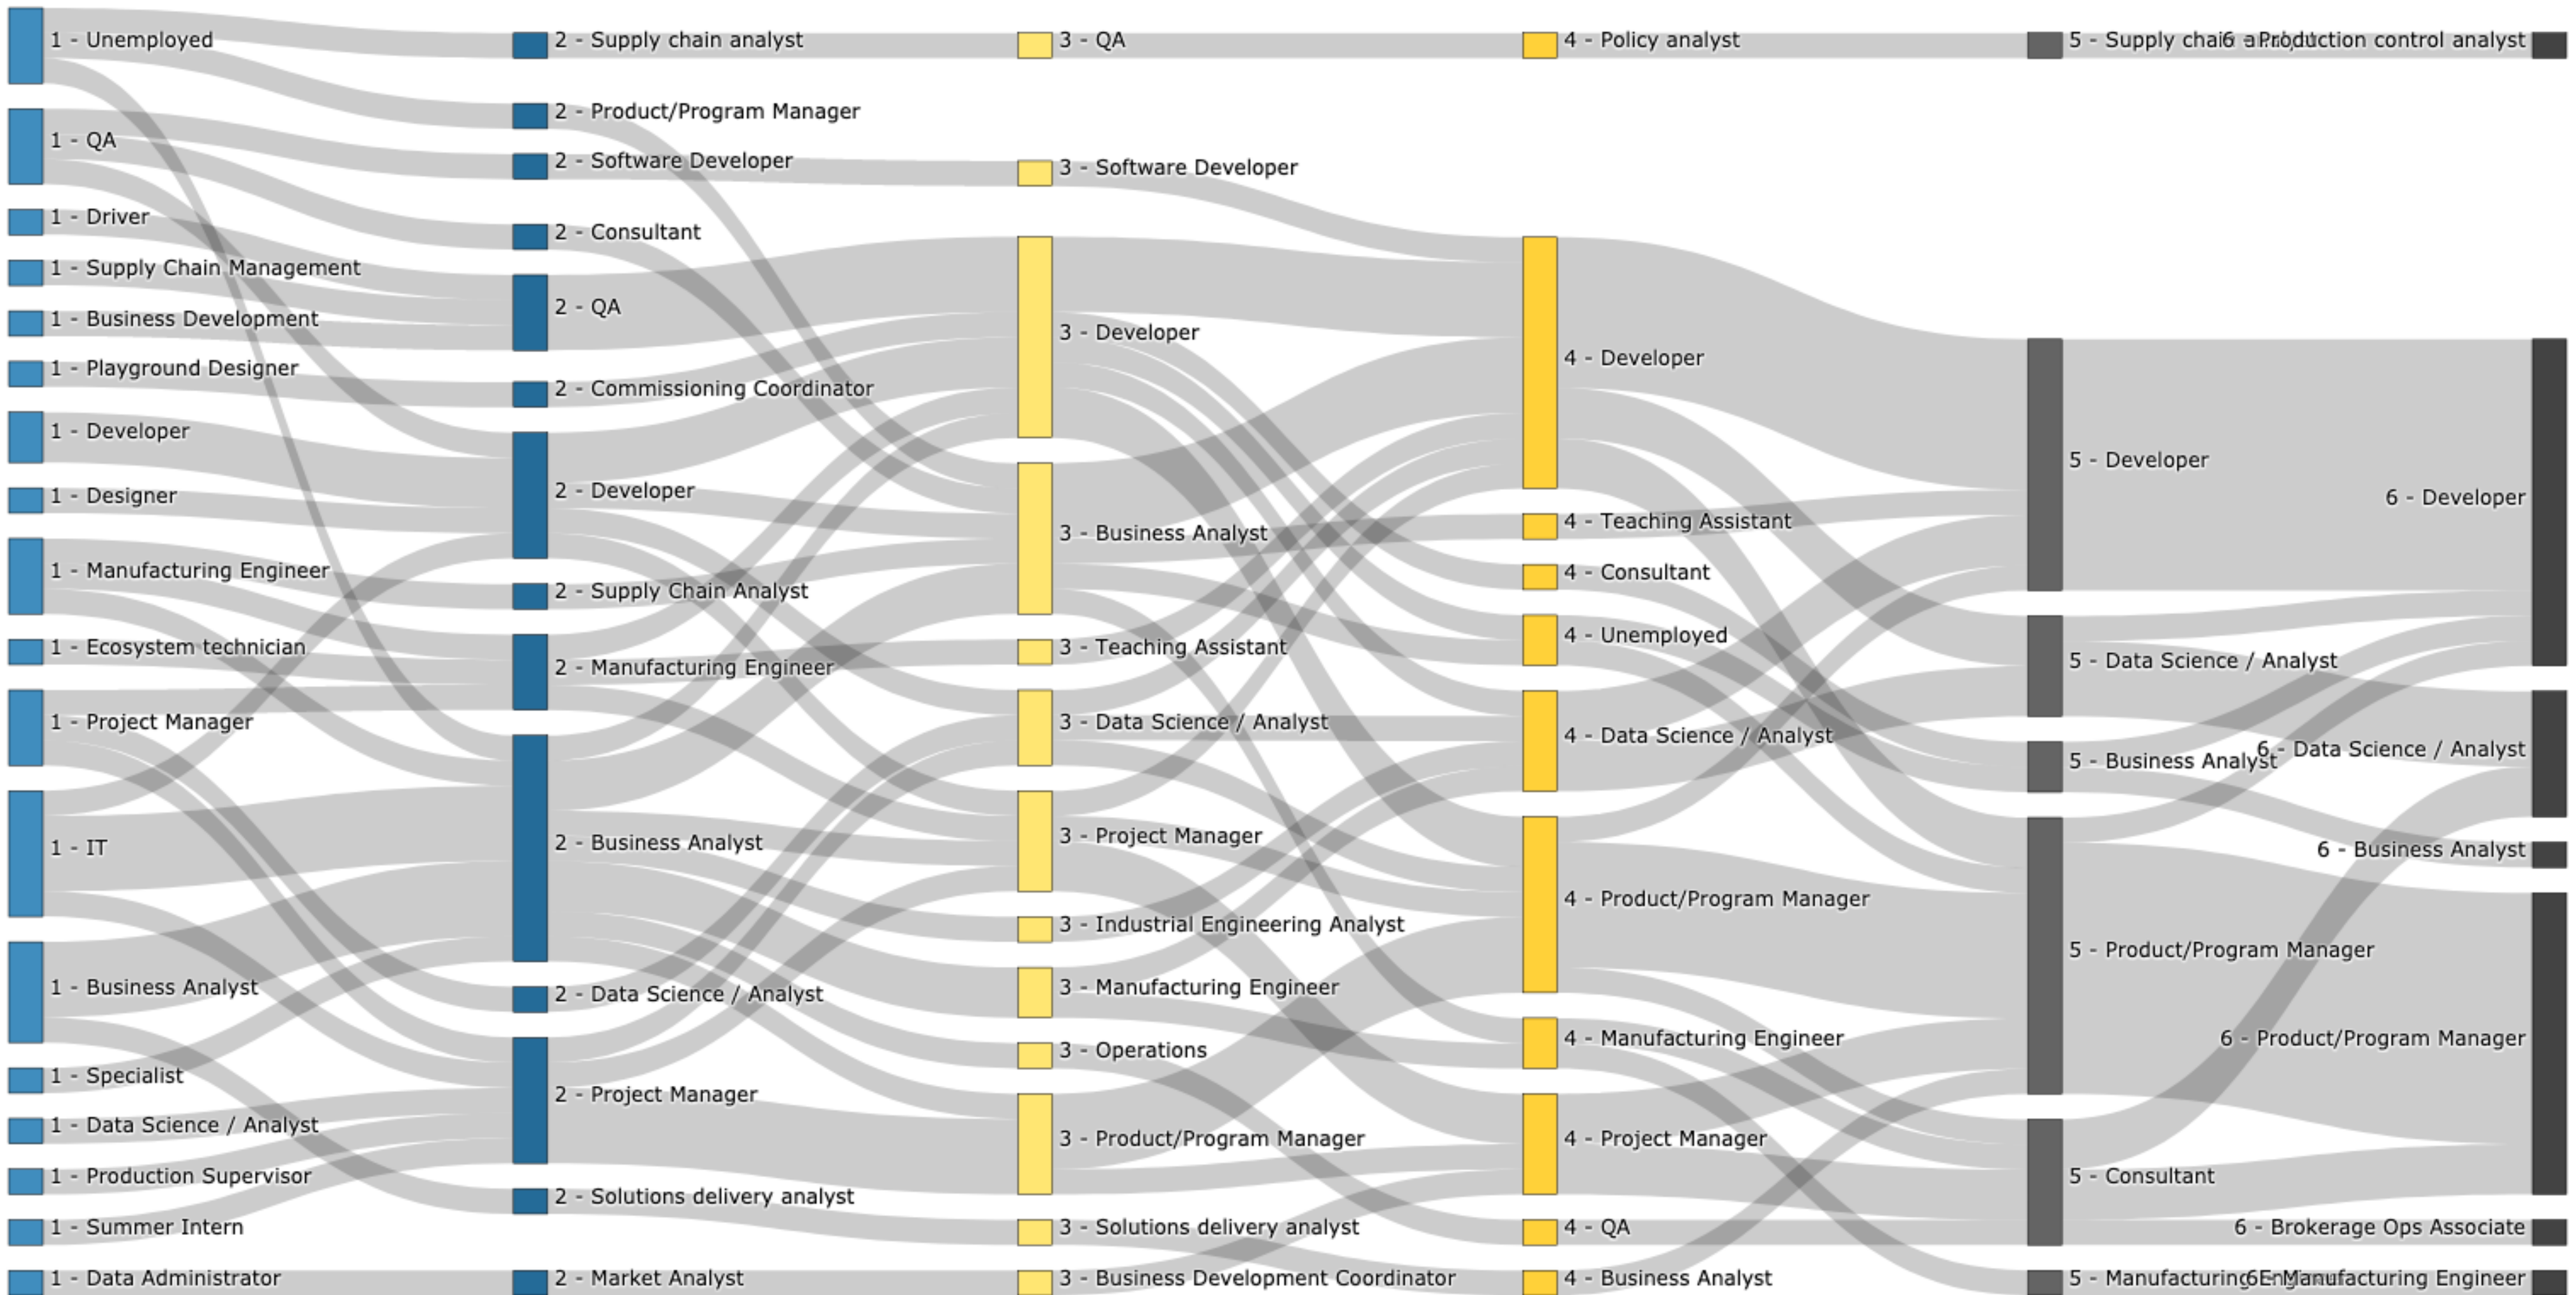 1 - Unemployed
1 - QA
1 - Driver
1 - Supply Chain Management
1 - Business Development
1 - Playground Designer
1 - Developer
1 - Designer
1 - Manufacturing Engineer
1 - Ecosystem technician
1 - Project Manager
1 - IT
1 - Business Analyst
1 - Specialist
1 - Data Science / Analyst
1 - Production Supervisor
1 - Summer Intern
1 - Data Administrator
2 - Supply chain analyst
2 - Product/Program Manager
2 - Software Developer
2 - Consultant
2 - QA
2 - Commissioning Coordinator
2 - Developer
2 - Supply Chain Analyst
2 - Manufacturing Engineer
2 - Business Analyst
2 - Data Science / Analyst
2 - Project Manager
2 - Solutions delivery analyst
2 - Market Analyst
3 - QA
3 - Software Developer
3 - Developer
3 - Business Analyst
3 - Teaching Assistant
3 - Data Science / Analyst
3 - Project Manager
3 - Industrial Engineering Analyst
3 - Manufacturing Engineer
3 - Operations
3 - Product/Program Manager
3 - Solutions delivery analyst
3 - Business Development Coordinator
4 - Policy analyst
4 - Developer
4 - Teaching Assistant
4 - Consultant
4 - Unemployed
4 - Data Science / Analyst
4 - Product/Program Manager
4 - Manufacturing Engineer
4 - Project Manager
4 - QA
4 - Business Analyst
5 - Supply chain analyst
5 - Developer
5 - Data Science / Analyst
5 - Business Analyst
5 - Product/Program Manager
5 - Consultant
5 - Manufacturing Engineer
6 - Production control analyst
6 - Developer
6 - Data Science / Analyst
6 - Business Analyst
6 - Product/Program Manager
6 - Brokerage Ops Associate
6 - Manufacturing Engineer